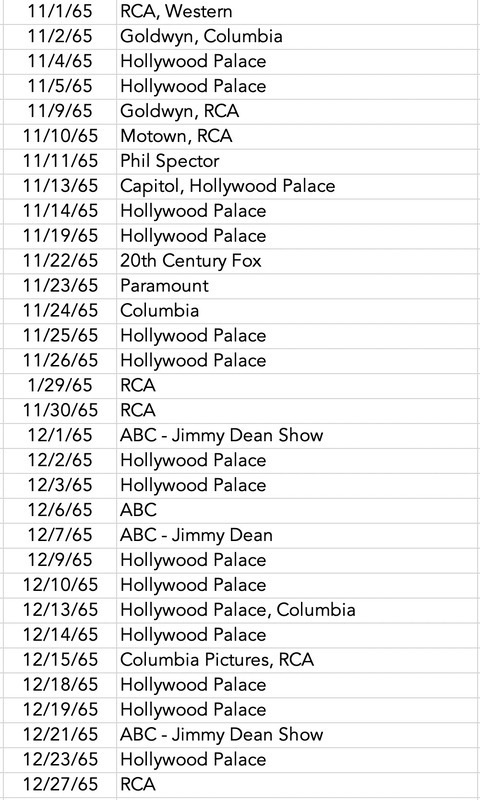 11/1/65 RCA, Western
11/2/65 Goldwyn, Columbia
11/4/65 Hollywood Palace
11/5/65 Hollywood Palace
11/9/65 Goldwyn, RCA
11/10/65 Motown, RCA
11/11/65 Phil Spector
11/13/65 Capitol, Hollywood Palace
11/14/65 Hollywood Palace
11/19/65 Hollywood Palace
11/22/65 20th Century Fox
11/23/65 Paramount
11/24/65 Columbia
11/25/65 Hollywood Palace
11/26/65 Hollywood Palace
1/29/65 RCA
11/30/65 RCA
12/1/65 ABC - Jimmy Dean Show
12/2/65 Hollywood Palace
12/3/65 Hollywood Palace
12/6/65 ABC
12/7/65 ABC - Jimmy Dean
12/9/65 Hollywood Palace
12/10/65 Hollywood Palace
12/13/65 Hollywood Palace, Columbia
12/14/65 Hollywood Palace
12/15/65 Columbia Pictures, RCA
12/18/65 Hollywood Palace
12/19/65 Hollywood Palace
12/21/65 ABC - Jimmy Dean Show
12/23/65 Hollywood Palace
12/27/65 RCA